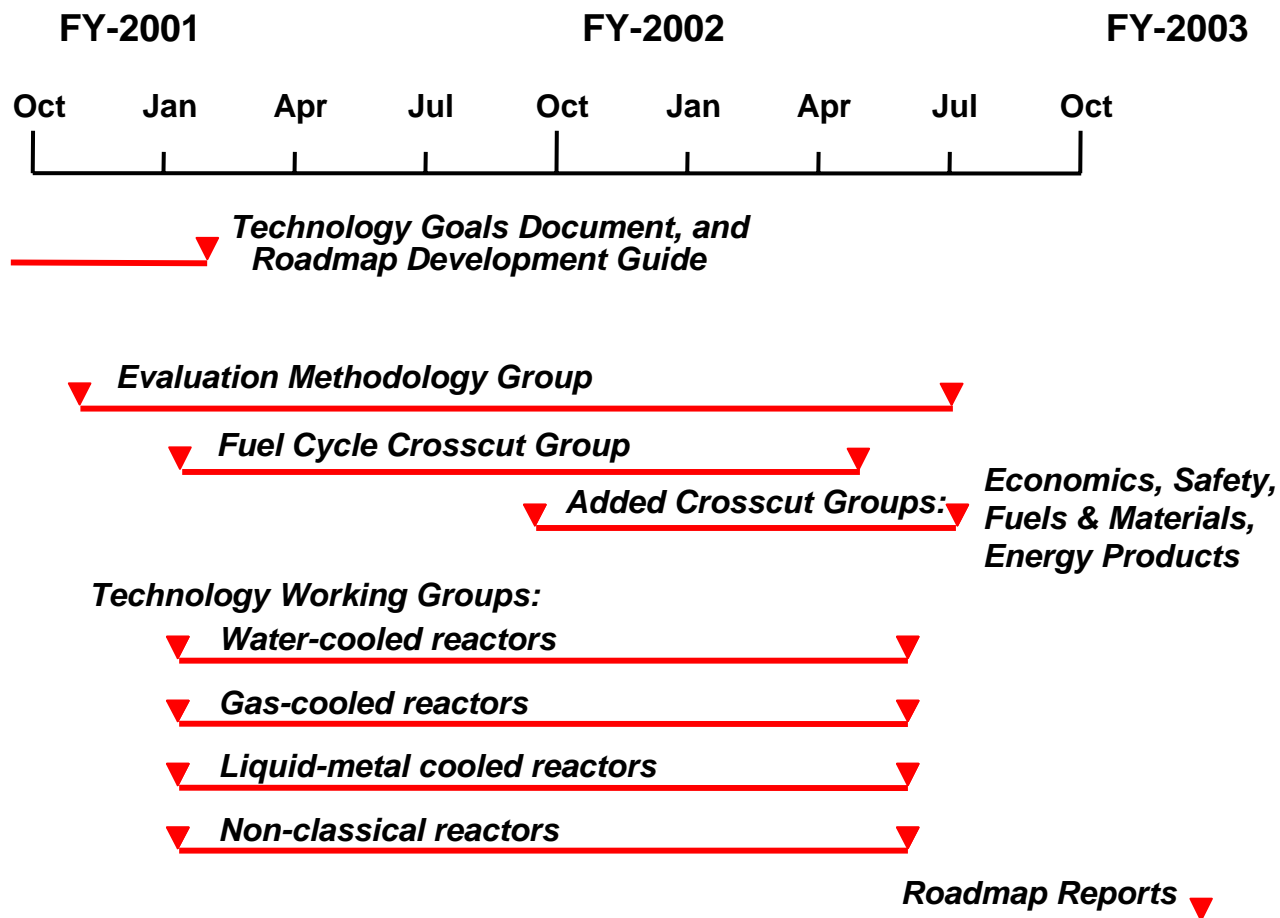 FY-2001 FY-2002 FY-2003
Oct Jan Apr Jul Oct Jan Apr Jul Oct
Technology Goals Document, and
Roadmap Development Guide
Evaluation Methodology Group
Fuel Cycle Crosscut Group
Added Crosscut Groups:
Economics, Safety,
Fuels & Materials,
Energy Products
Technology Working Groups:
Water-cooled reactors
Gas-cooled reactors
Liquid-metal cooled reactors
Non-classical reactors
Roadmap Reports